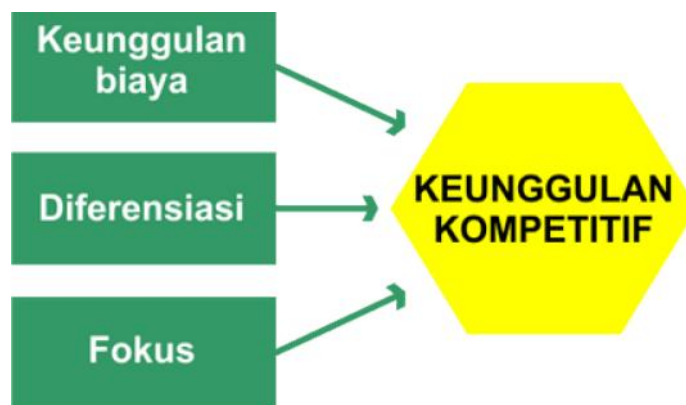 Keunggulan
biaya
Diferensiasi
Fokus
KEUNGGULAN
KOMPETITIF